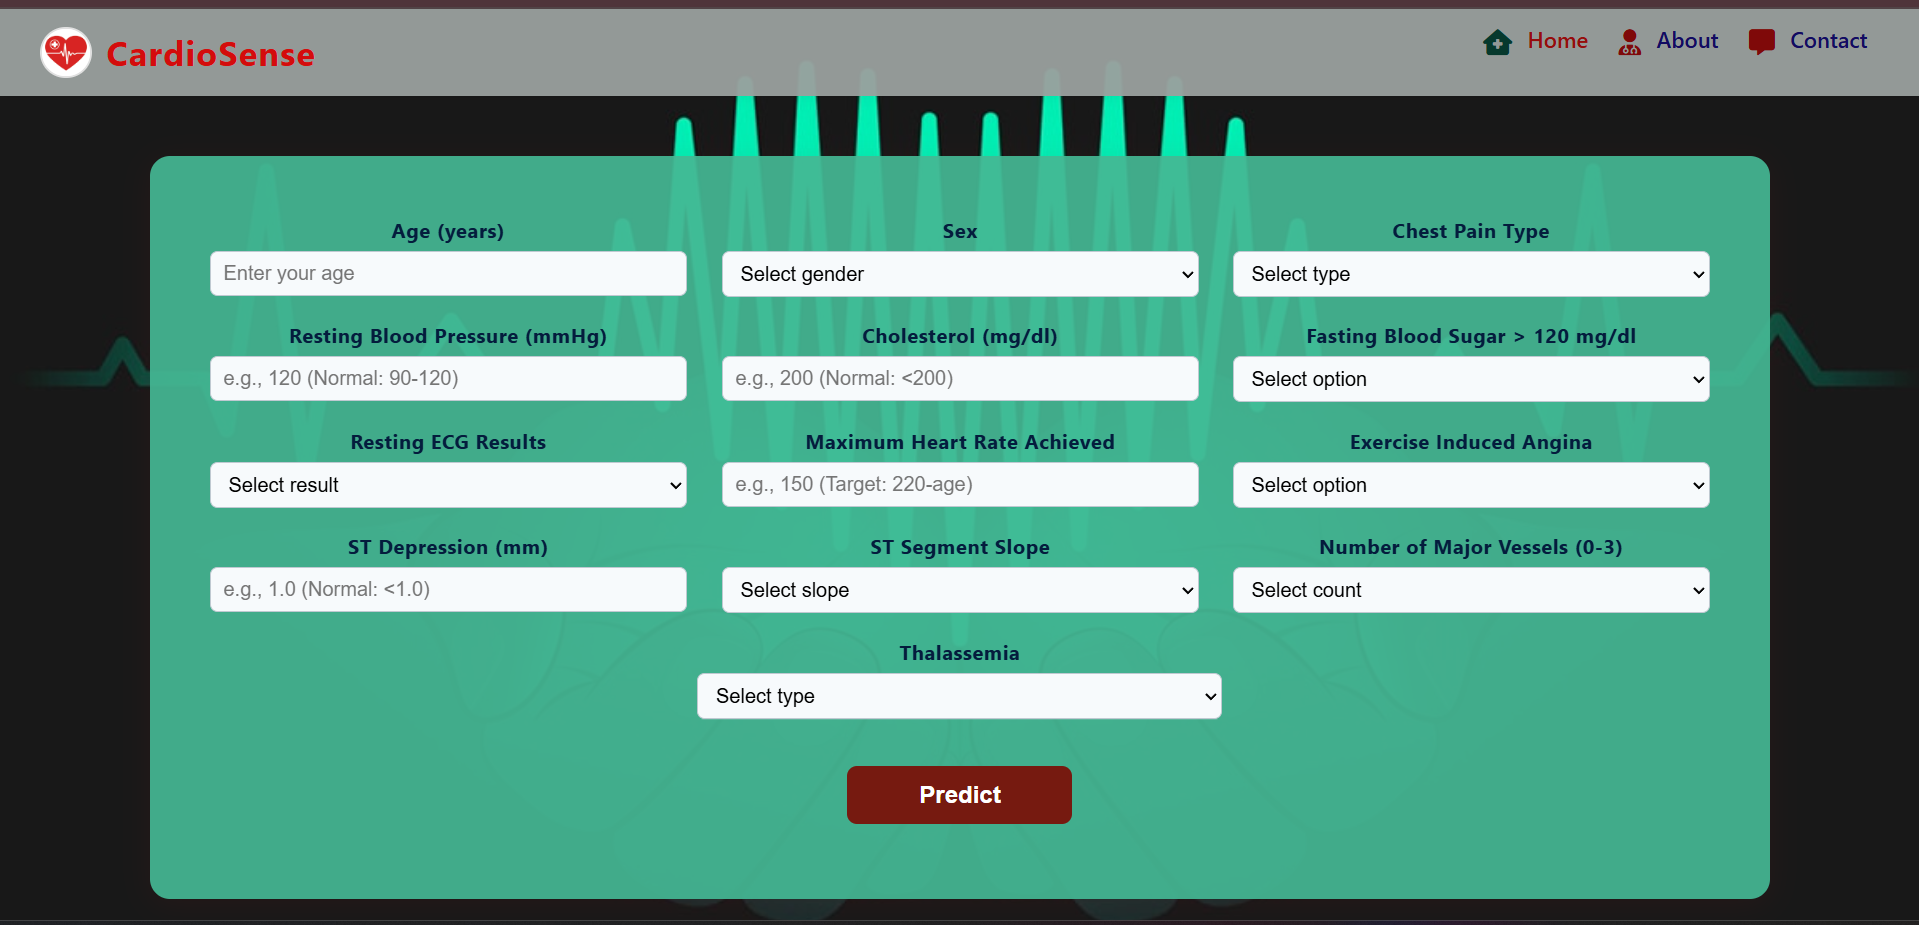 CardioSense
Home About Contact
Age (years) Sex Chest Pain Type
Enter your age Select gender Select type
Resting Blood Pressure (mmHg) Cholesterol (mg/dl) Fasting Blood Sugar > 120 mg/dl
e.g., 120 (Normal: 90-120) e.g., 200 (Normal: <200) Select option
Resting ECG Results Maximum Heart Rate Achieved Exercise Induced Angina
Select result e.g., 150 (Target: 220-age) Select option
ST Depression (mm) ST Segment Slope Number of Major Vessels (0-3)
e.g., 1.0 (Normal: <1.0) Select slope Select count
Thalassemia
Select type
Predict